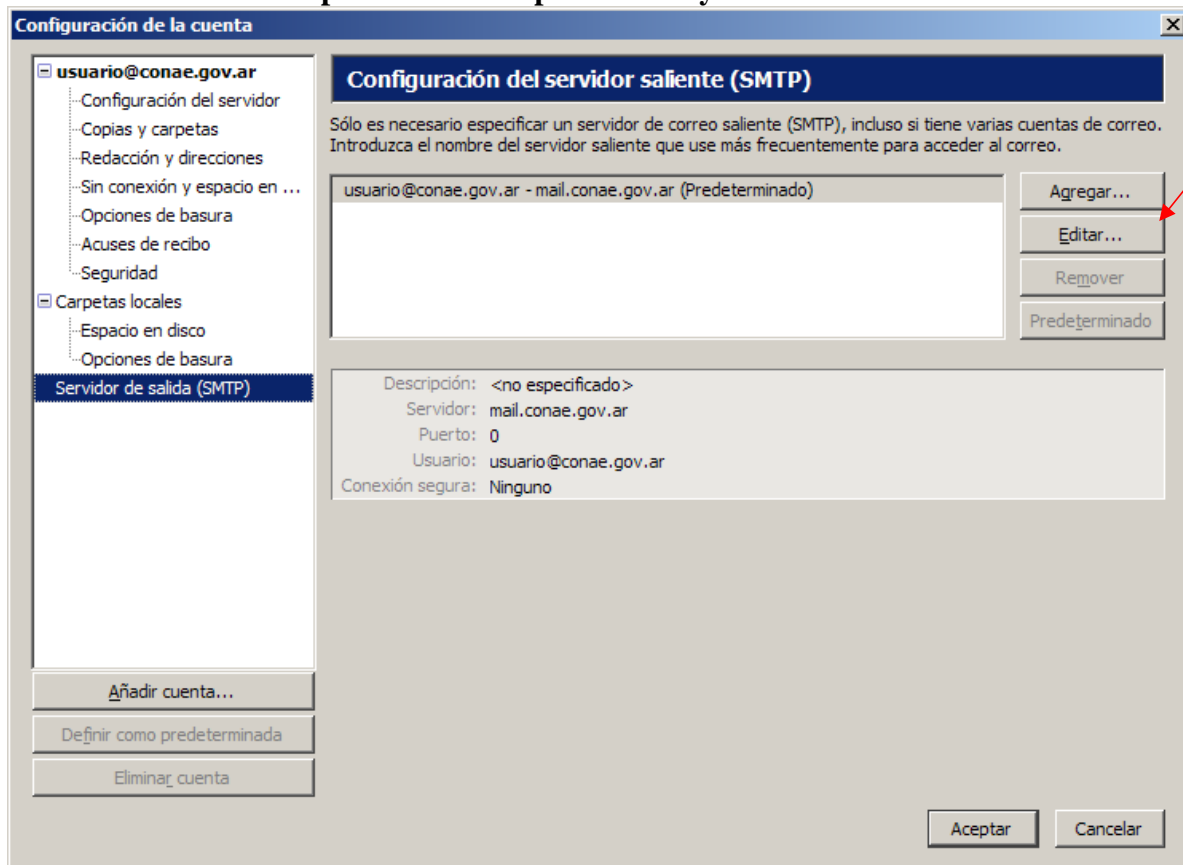 Configuración de la cuenta
usuario@conae.gov.ar
Configuración del servidor
Copias y carpetas
Redacción y direcciones
Sin conexión y espacio en ...
Opciones de basura
Acuses de recibo
Seguridad
Carpetas locales
Espacio en disco
Opciones de basura
Servidor de salida (SMTP)
Añadir cuenta...
Definir como predeterminada
Eliminar cuenta
Configuración del servidor saliente (SMTP)
Sólo es necesario especificar un servidor de correo saliente (SMTP), incluso si tiene varias cuentas de correo.
Introduzca el nombre del servidor saliente que use más frecuentemente para acceder al correo.
usuario@conae.gov.ar - mail.conae.gov.ar (Predeterminado)
Agregar...
Editar...
Remover
Predeterminado
Descripción: <no especificado>
Servidor: mail.conae.gov.ar
Puerto: 0
Usuario: usuario@conae.gov.ar
Conexión segura: Ninguno
Aceptar
Cancelar